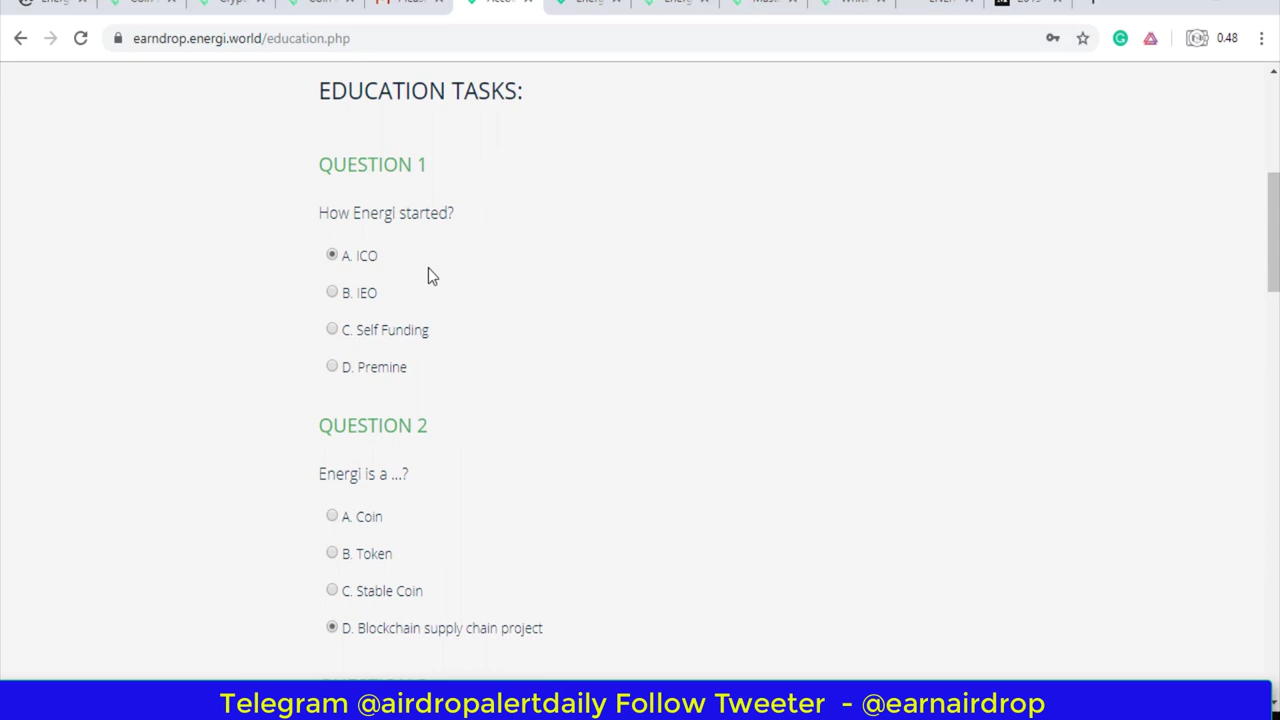 earndrop.energi.world/education.php
0.48
EDUCATION TASKS:
QUESTION 1
How Energi started?
A. ICO
B. IEO
C. Self Funding
D. Premine
QUESTION 2
Energi is a ...?
A. Coin
B. Token
C. Stable Coin
D. Blockchain supply chain project
Telegram @airdropalertdaily Follow Tweeter - @earnairdrop